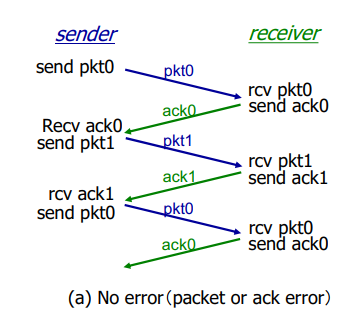 sender receiver
send pkt0
pkt0
rcv pkt0
send ack0
ack0
Recv ack0
send pkt1
pkt1
rcv pkt1
send ack1
ack1
rcv ack1
send pkt0
pkt0
rcv pkt0
send ack0
ack0
(a) No error(packet or ack error)